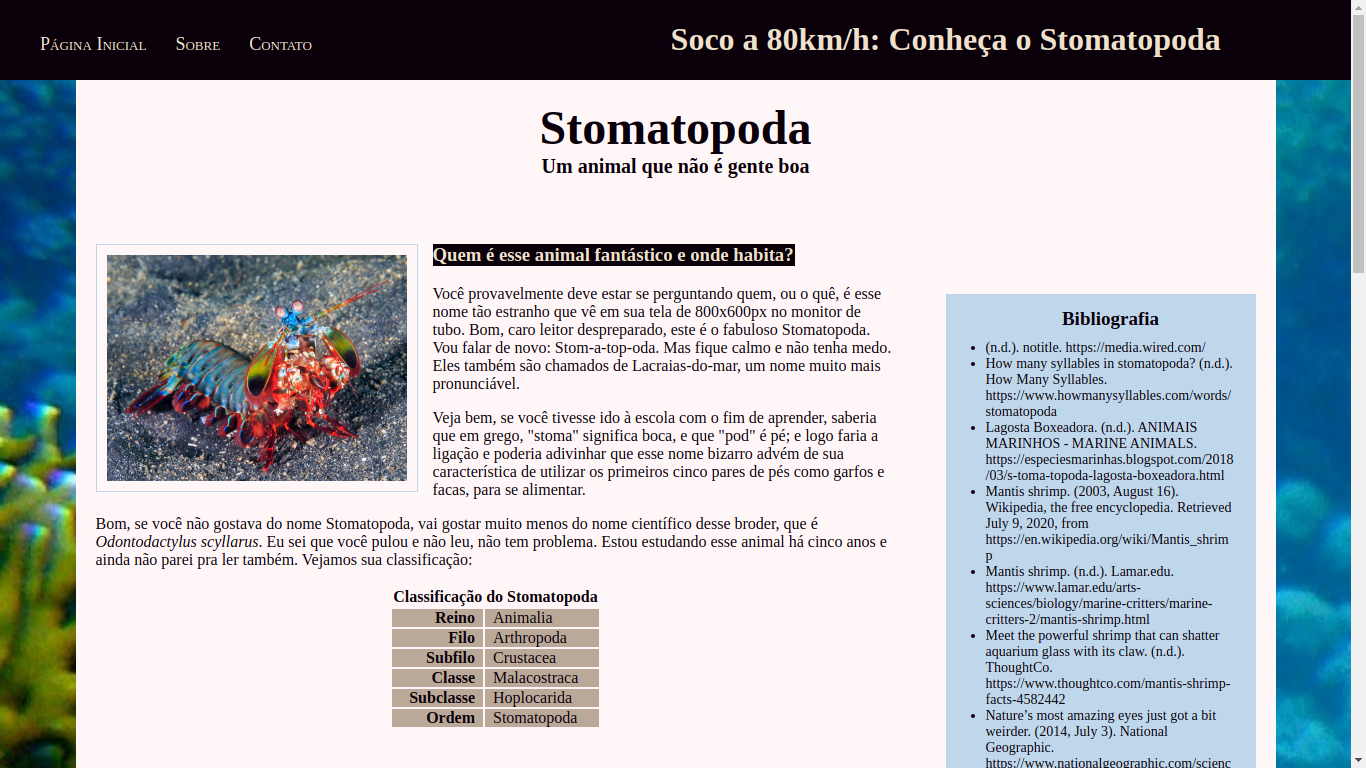 Página Inicial Sobre Contato
Soco a 80km/h: Conheça o Stomatopoda
Stomatopoda
Um animal que não é gente boa
Quem é esse animal fantástico e onde habita?
Você provavelmente deve estar se perguntando quem, ou o quê, é esse
nome tão estranho que vê em sua tela de 800x600px no monitor de
tubo. Bom, caro leitor despreparado, este é o fabuloso Stomatopoda.
Vou falar de novo: Stom-a-top-oda. Mas fique calmo e não tenha medo.
Eles também são chamados de Lacraias-do-mar, um nome muito mais
pronunciável.
Veja bem, se você tivesse ido à escola com o fim de aprender, saberia
que em grego, "stoma" significa boca, e que "pod" é pé; e logo faria a
ligação e poderia adivinhar que esse nome bizarro advém de sua
característica de utilizar os primeiros cinco pares de pés como garfos e
facas, para se alimentar.
Bom, se você não gostava do nome Stomatopoda, vai gostar muito menos do nome científico desse broder, que é
Odontodactylus scyllarus. Eu sei que você pulou e não leu, não tem problema. Estou estudando esse animal há cinco anos e
ainda não parei pra ler também. Vejamos sua classificação:
Classificação do Stomatopoda
Reino Animalia
Filo Arthropoda
Subfilo Crustacea
Classe Malacostraca
Subclasse Hoplocarida
Ordem Stomatopoda
Bibliografia
• (n.d.). notitle. https://media.wired.com/
• How many syllables in stomatopoda? (n.d.).
How Many Syllables.
https://www.howmanysyllables.com/words/
stomatopoda
• Lagosta Boxeadora. (n.d.). ANIMAIS
MARINHOS - MARINE ANIMALS.
https://especiesmarinhas.blogspot.com/2018
/03/s-toma-topoda-lagosta-boxeadora.html
• Mantis shrimp. (2003, August 16).
Wikipedia, the free encyclopedia. Retrieved
July 9, 2020, from
https://en.wikipedia.org/wiki/Mantis_shrim
p
• Mantis shrimp. (n.d.). Lamar.edu.
https://www.lamar.edu/arts-
sciences/biology/marine-critters/marine-
critters-2/mantis-shrimp.html
• Meet the powerful shrimp that can shatter
aquarium glass with its claw. (n.d.).
ThoughtCo.
https://www.thoughtco.com/mantis-shrimp-
facts-4582442
• Nature’s most amazing eyes just got a bit
weirder. (2014, July 3). National
Geographic.
https://www.nationalgeographic.com/scienc